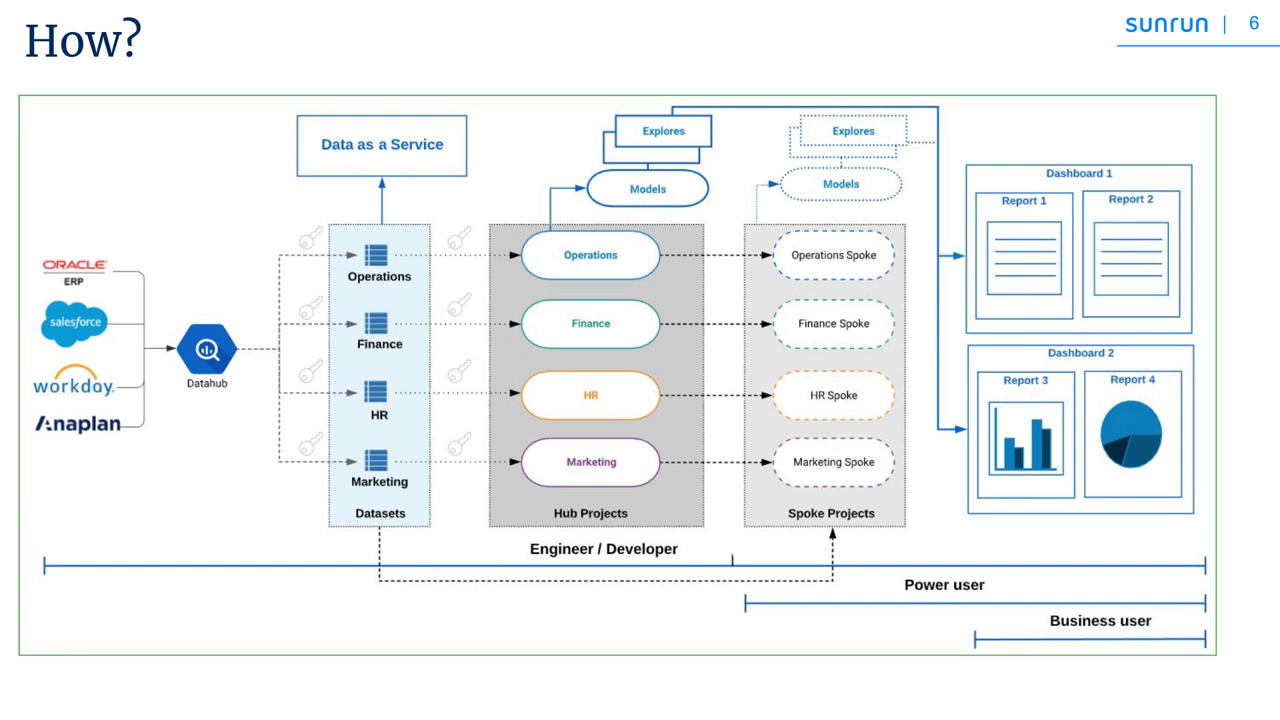 How?
sunrun | 6
Data as a Service
Explores
Models
Explores
Models
Dashboard 1
Report 1
Report 2
ORACLE
ERP
salesforce
workday.
Anaplan
Datahub
Operations
Finance
HR
Marketing
Datasets
Operations
Finance
HR
Marketing
Hub Projects
Operations Spoke
Finance Spoke
HR Spoke
Marketing Spoke
Spoke Projects
Dashboard 2
Report 3
Report 4
Engineer / Developer
Power user
Business user